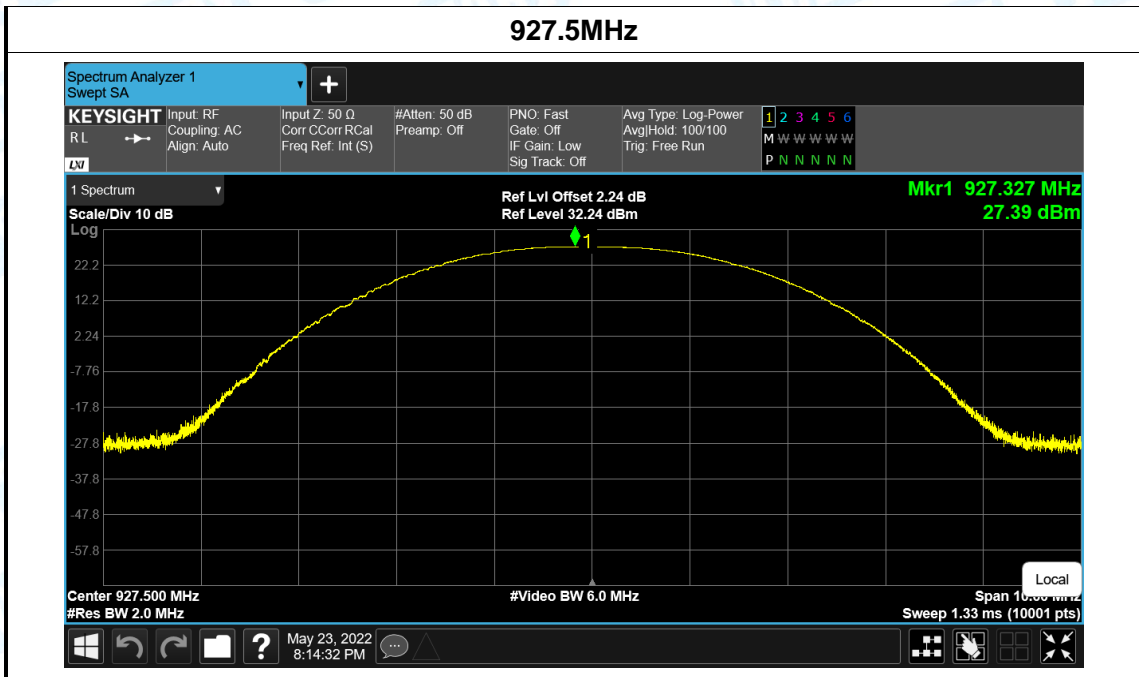 927.5MHz
Spectrum Analyzer 1
Swept SA
KEYSIGHT
R L
LXI
Input: RF
Coupling: AC
Align: Auto
Input Z: 50 Ω
Corr CCorr RCal
Freq Ref: Int (S)
#Atten: 50 dB
Preamp: Off
PNO: Fast
Gate: Off
IF Gain: Low
Sig Track: Off
Avg Type: Log-Power
Avg|Hold: 100/100
Trig: Free Run
1 2 3 4 5 6
M W W W W W
P N N N N N
1 Spectrum
Scale/Div 10 dB
Log
Ref Lvl Offset 2.24 dB
Ref Level 32.24 dBm
Mkr1 927.327 MHz
27.39 dBm
1
22.2
12.2
2.24
-7.76
-17.8
-27.8
-37.8
-47.8
-57.8
Local
Center 927.500 MHz
#Video BW 6.0 MHz
Span 10.00 MHz
#Res BW 2.0 MHz
Sweep 1.33 ms (10001 pts)
?
May 23, 2022
8:14:32 PM